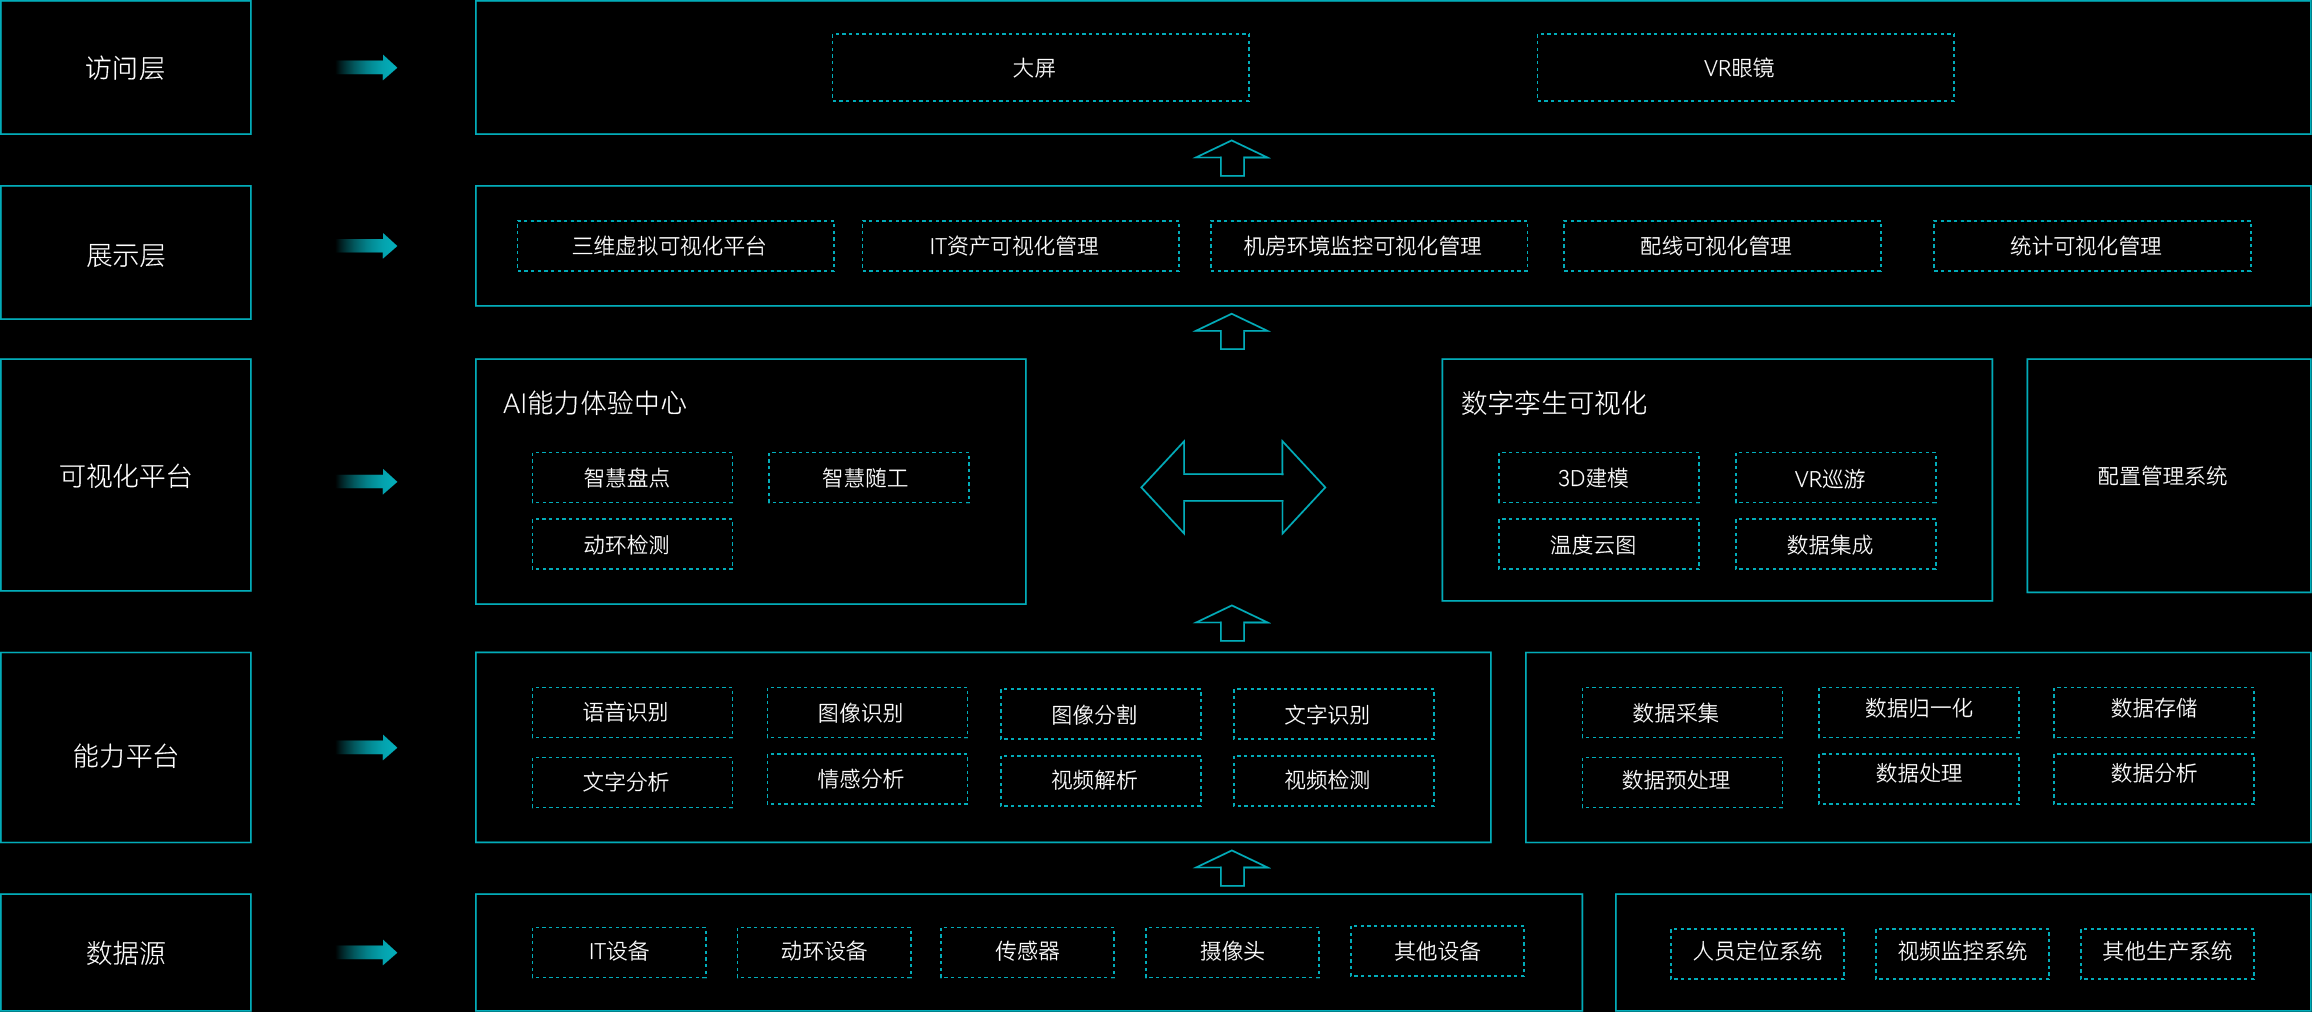 访问层
大屏
VR眼镜
展示层
三维虚拟可视化平台
IT资产可视化管理
机房环境监控可视化管理
配线可视化管理
统计可视化管理
可视化平台
AI能力体验中心
智慧盘点
智慧随工
动环检测
数字孪生可视化
3D建模
VR巡游
温度云图
数据集成
配置管理系统
能力平台
语音识别
图像识别
图像分割
文字识别
文字分析
情感分析
视频解析
视频检测
数据采集
数据归一化
数据存储
数据预处理
数据处理
数据分析
数据源
IT设备
动环设备
传感器
摄像头
其他设备
人员定位系统
视频监控系统
其他生产系统